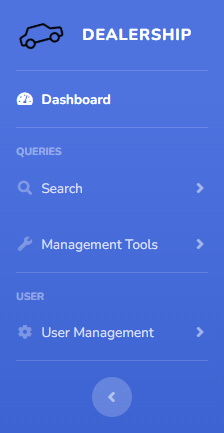 DEALERSHIP
Dashboard
QUERIES
Search
Management Tools
USER
User Management